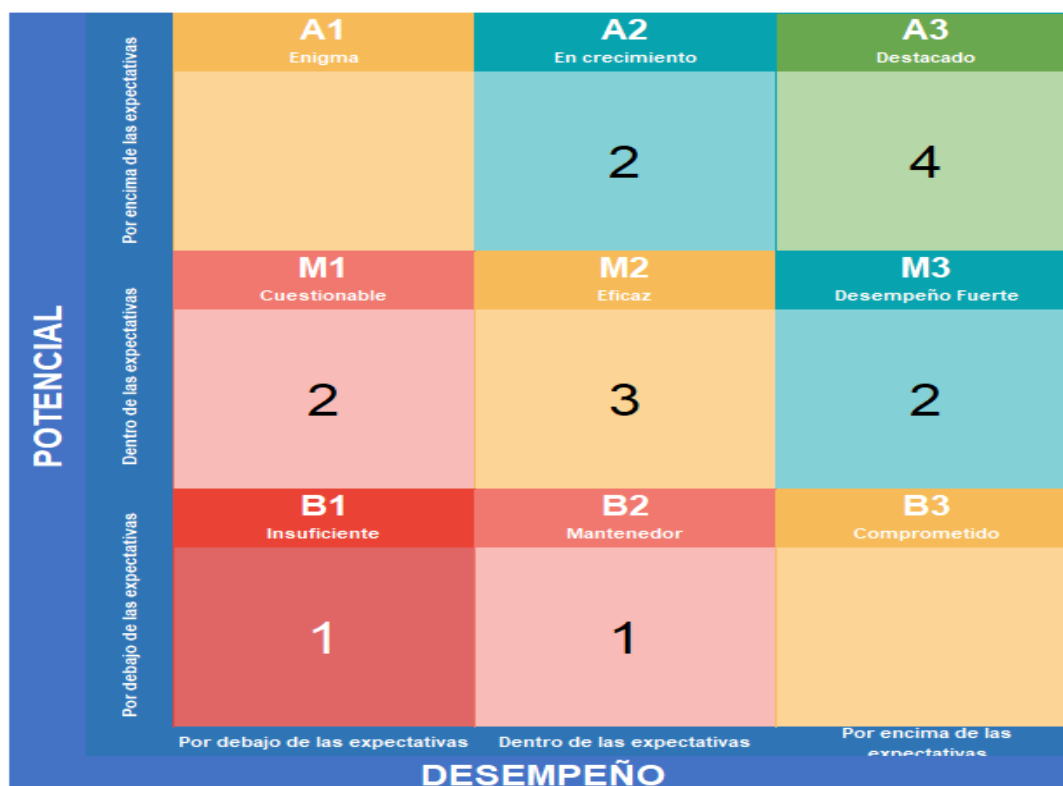 POTENCIAL
Por encima de las expectativas
A1
Enigma
A2
En crecimiento
2
A3
Destacado
4
Dentro de las expectativas
M1
Cuestionable
2
M2
Eficaz
3
M3
Desempeño Fuerte
2
Por debajo de las expectativas
B1
Insuficiente
1
B2
Mantenedor
1
B3
Comprometido
Por debajo de las expectativas
Dentro de las expectativas
Por encima de las
expectativas
DESEMPEÑO